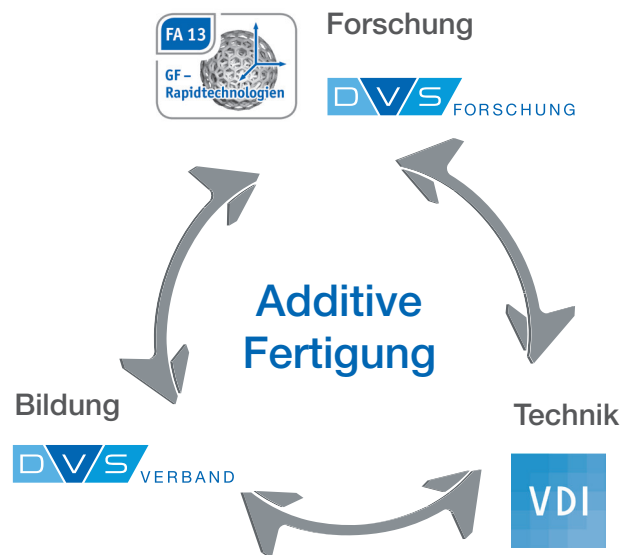 FA 13
GF –
Rapidtechnologien
Forschung
DVS FORSCHUNG
Additive
Fertigung
Bildung
DVS VERBAND
Technik
VDI